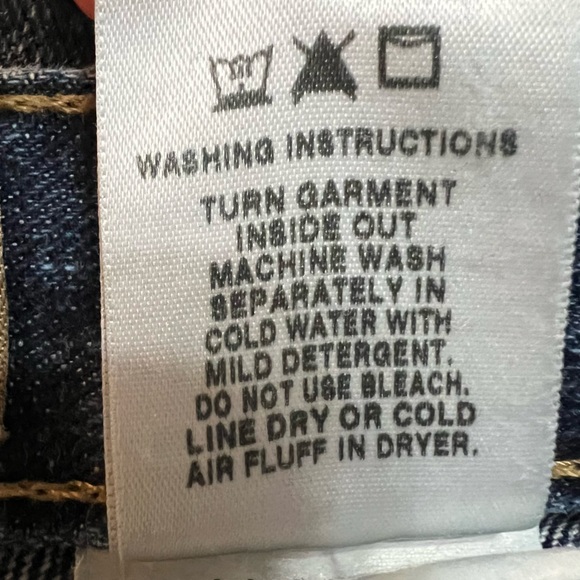 WASHING INSTRUCTIONS
TURN GARMENT
INSIDE OUT
MACHINE WASH
SEPARATELY IN
COLD WATER WITH
MILD DETERGENT.
DO NOT USE BLEACH.
LINE DRY OR COLD
AIR FLUFF IN DRYER.